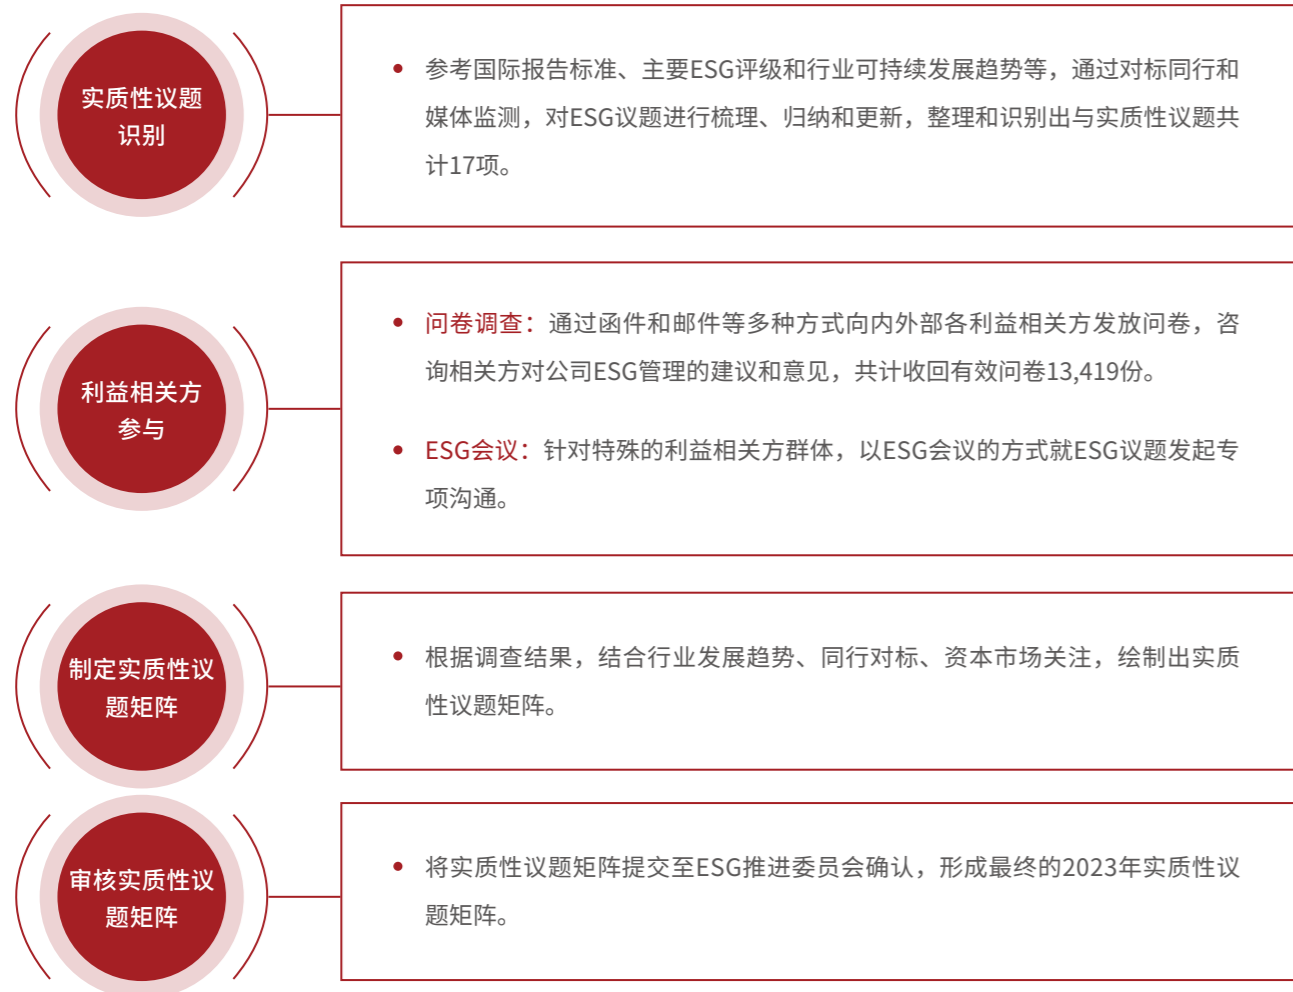 实质性议题
识别
参考国际报告标准、主要ESG评级和行业可持续发展趋势等，通过对标同行和
媒体监测，对ESG议题进行梳理、归纳和更新，整理和识别出与实质性议题共
计17项。
利益相关方
参与
问卷调查：通过函件和邮件等多种方式向内外部各利益相关方发放问卷，咨
询相关方对公司ESG管理的建议和意见，共计收回有效问卷13,419份。
ESG会议：针对特殊的利益相关方群体，以ESG会议的方式就ESG议题发起专
项沟通。
制定实质性议
题矩阵
根据调查结果，结合行业发展趋势、同行对标、资本市场关注，绘制出实质
性议题矩阵。
审核实质性议
题矩阵
将实质性议题矩阵提交至ESG推进委员会确认，形成最终的2023年实质性议
题矩阵。